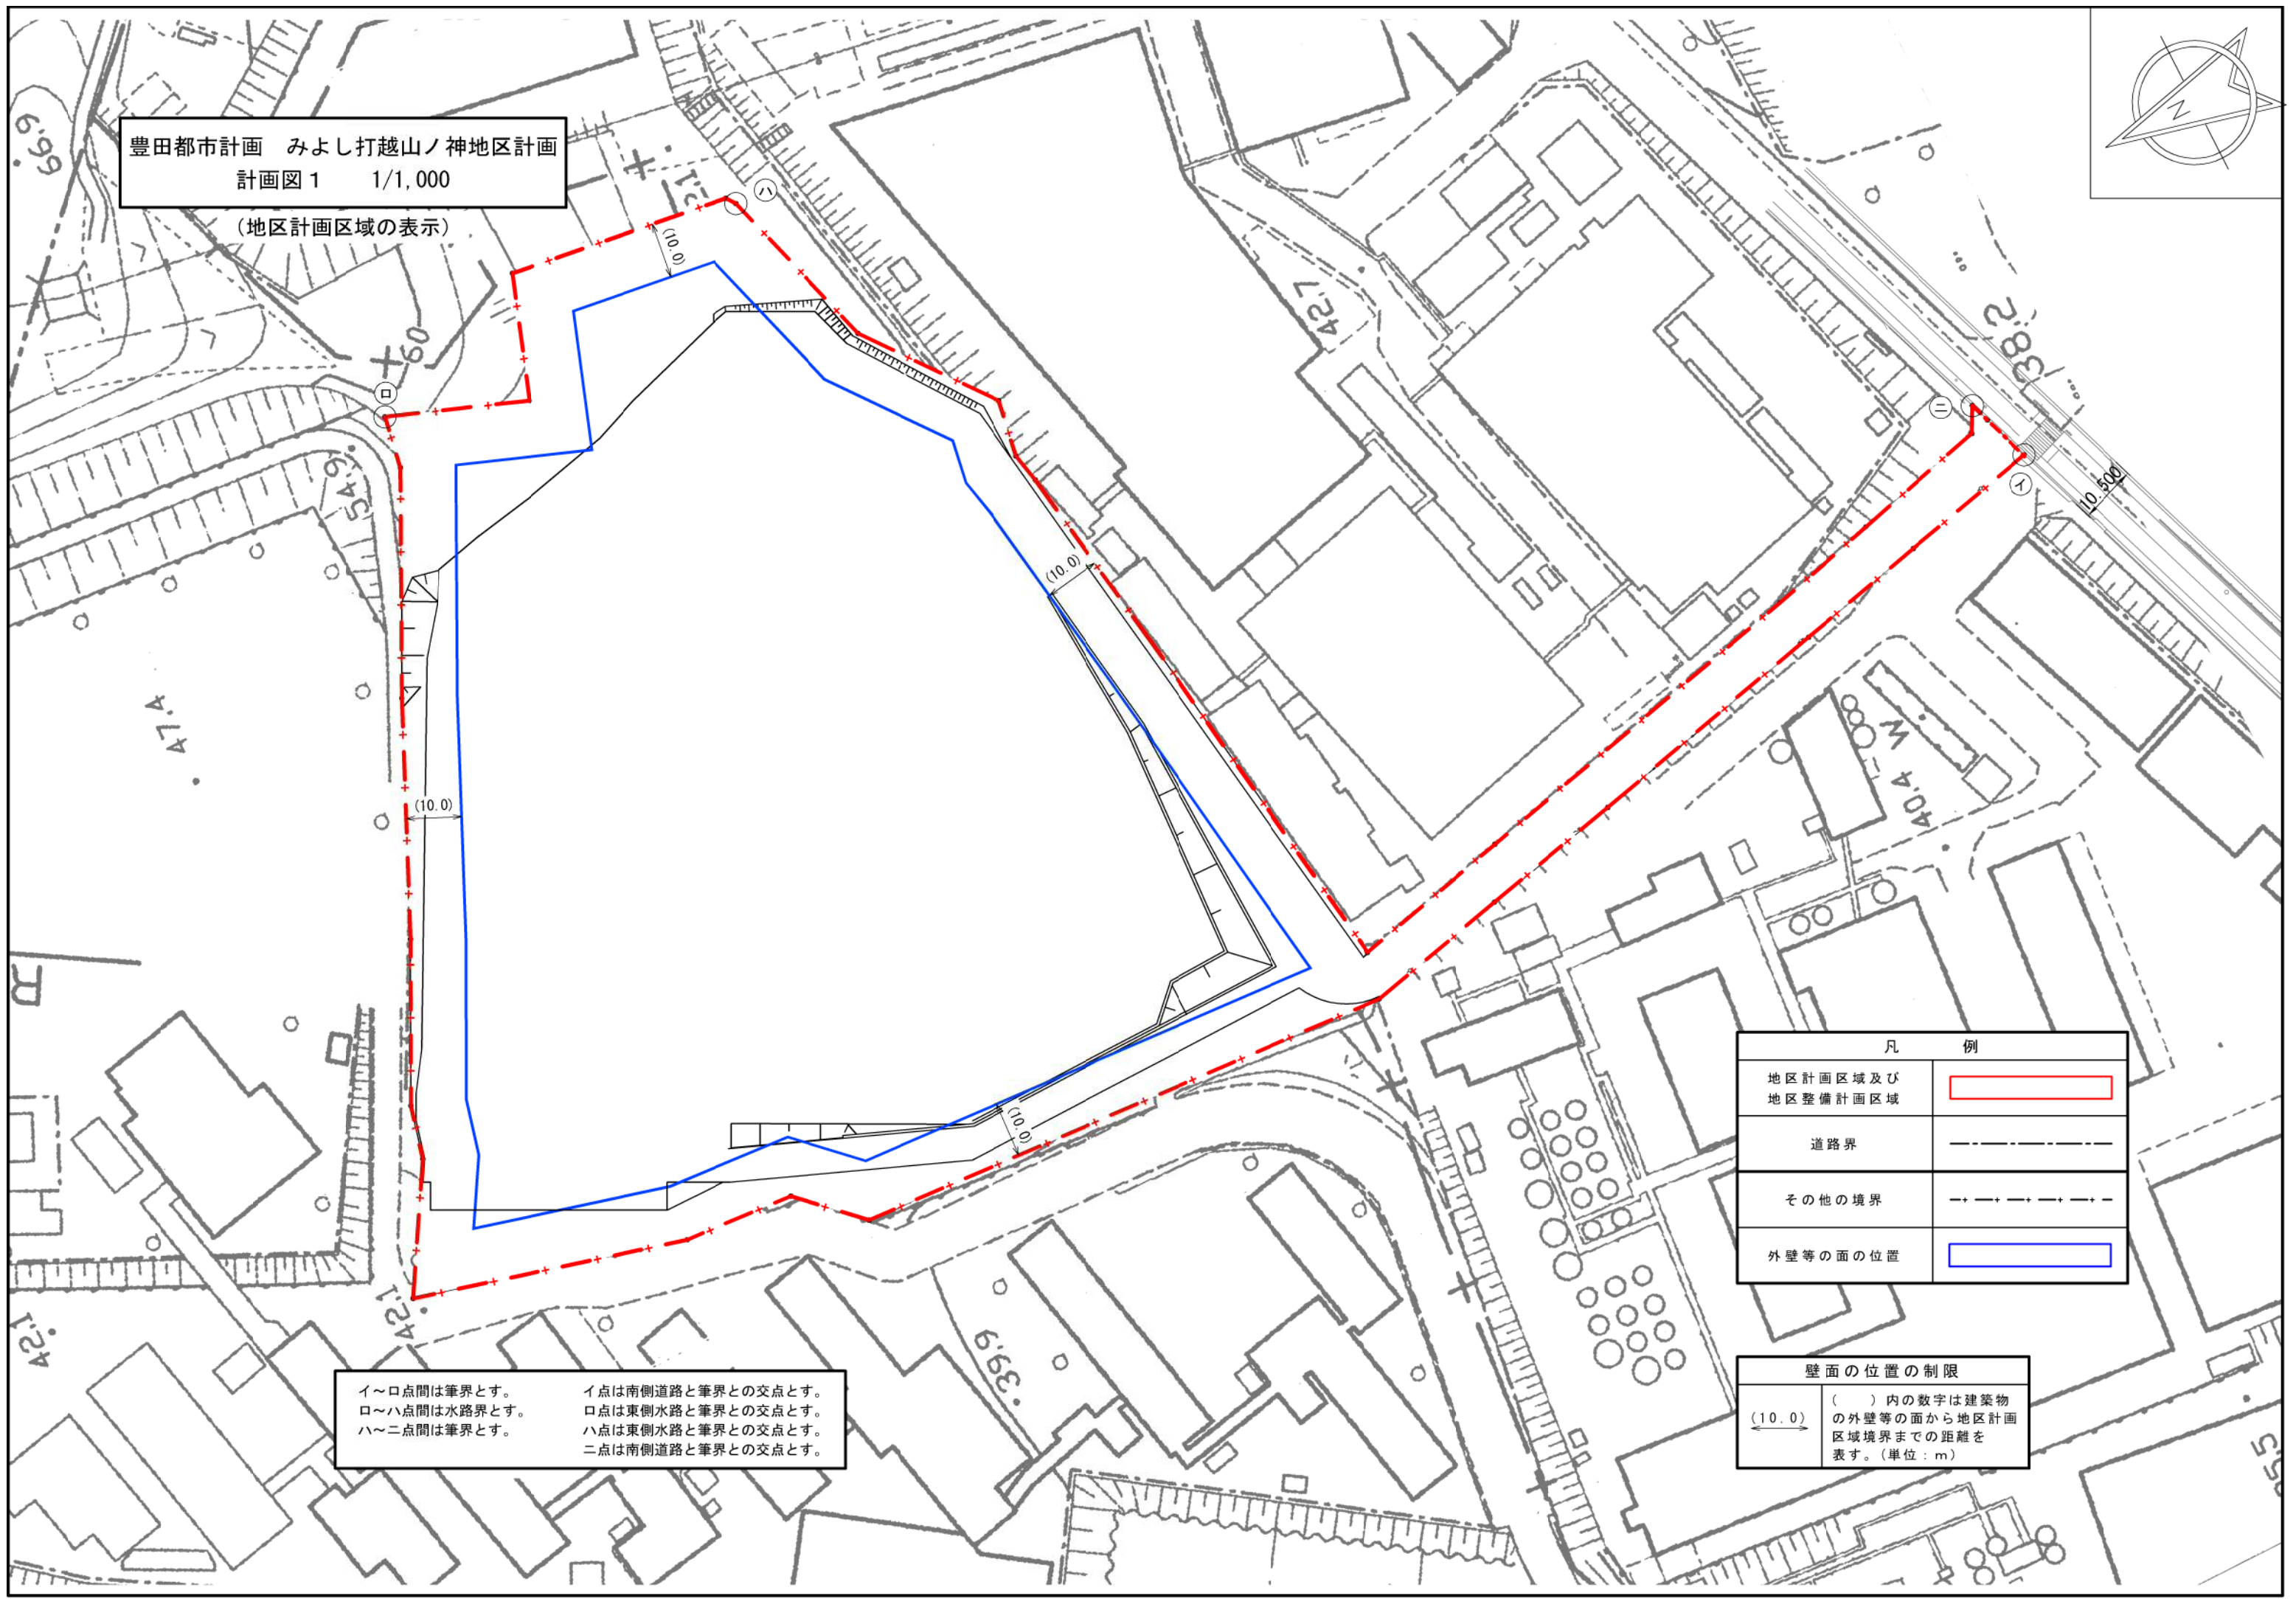 豊田都市計画　みよし打越山ノ神地区計画
計画図１　1/1,000
（地区計画区域の表示）
66.9
ハ
(10.0)
60
ロ
54.9
42.7
38.2
ニ
イ
10.500
(10.0)
47.4
(10.0)
W
40.4
R
(10.0)
42.1
42.1
39.9
凡　例
地区計画区域及び
地区整備計画区域
道路界
その他の境界
外壁等の面の位置
イ～ロ点間は筆界とす。
ロ～ハ点間は水路界とす。
ハ～ニ点間は筆界とす。
イ点は南側道路と筆界との交点とす。
ロ点は東側水路と筆界との交点とす。
ハ点は東側水路と筆界との交点とす。
ニ点は南側道路と筆界との交点とす。
壁面の位置の制限
(10.0)
（　　）内の数字は建築物
の外壁等の面から地区計画
区域境界までの距離を
表す。（単位：m）